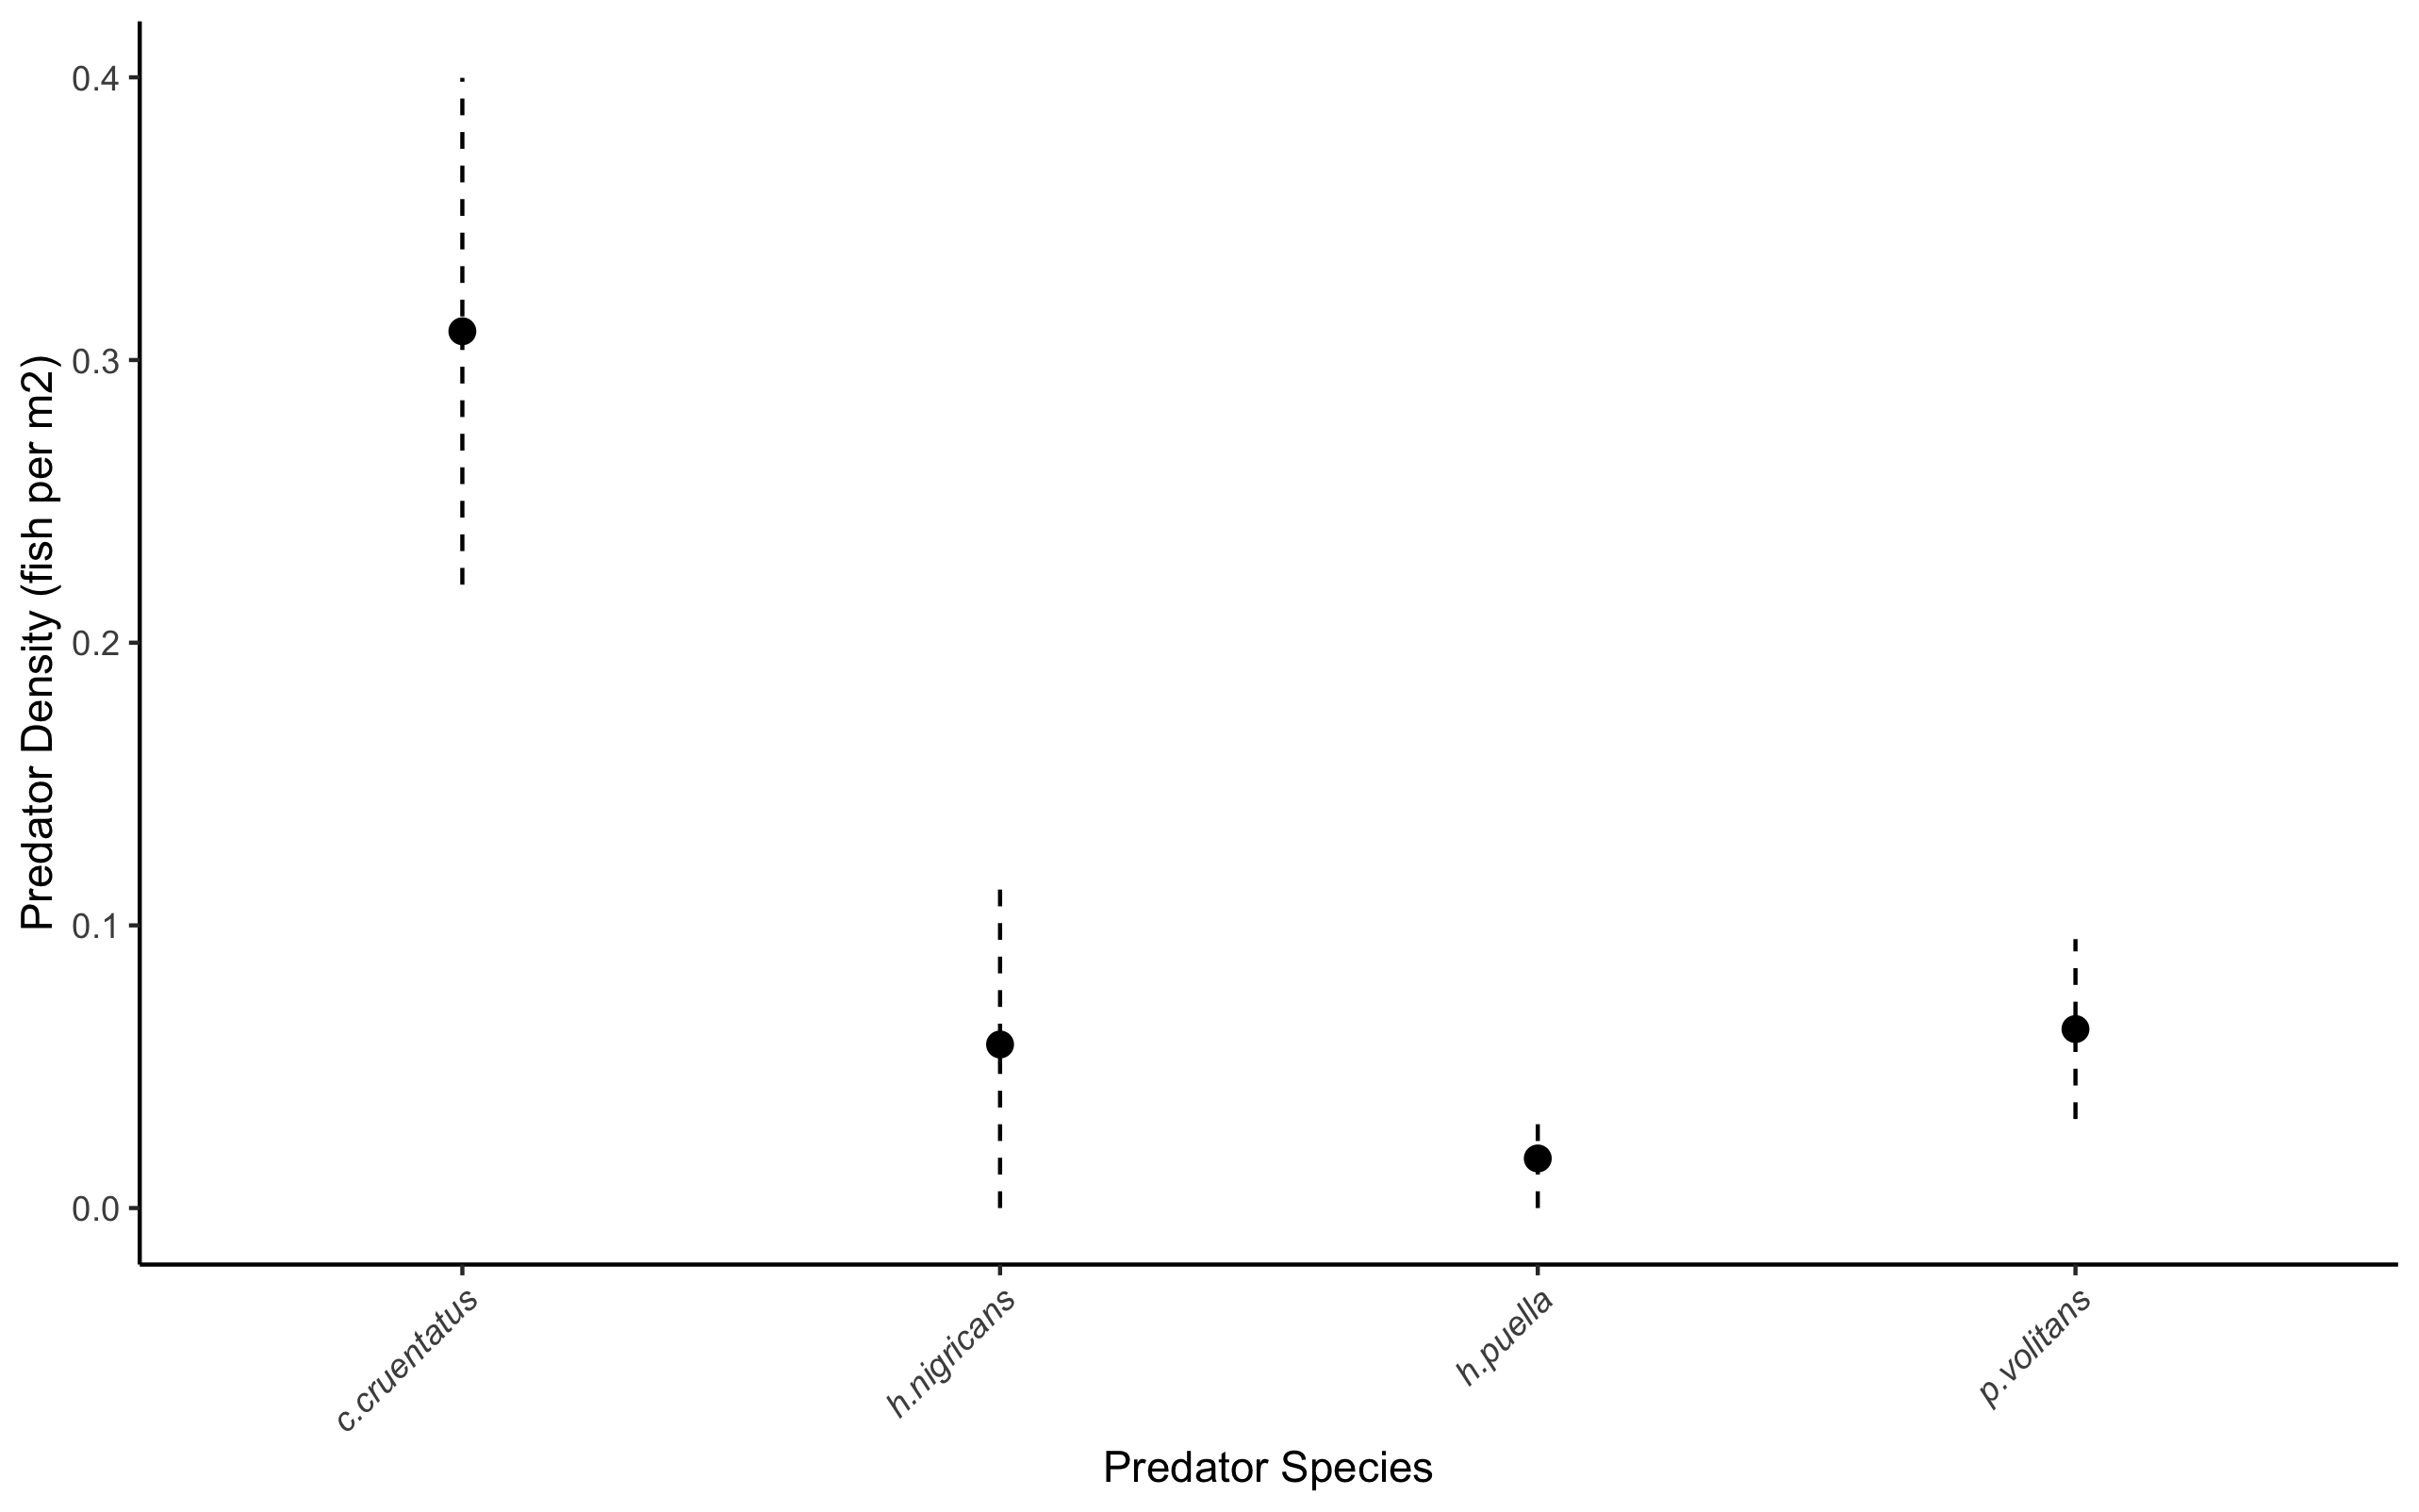 Predator Density (fish per m2)
0.4
0.3
0.2
0.1
0.0
c.cruentatus
h.nigricans
h.puella
p.volitans
Predator Species